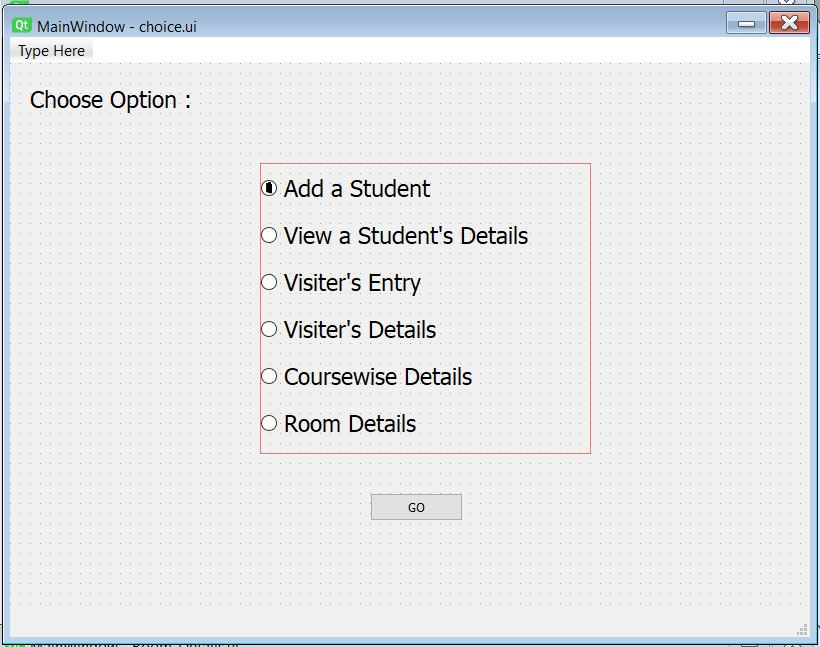 Qt MainWindow - choice.ui
Type Here
Choose Option :
Add a Student
View a Student's Details
Visiter's Entry
Visiter's Details
Coursewise Details
Room Details
GO